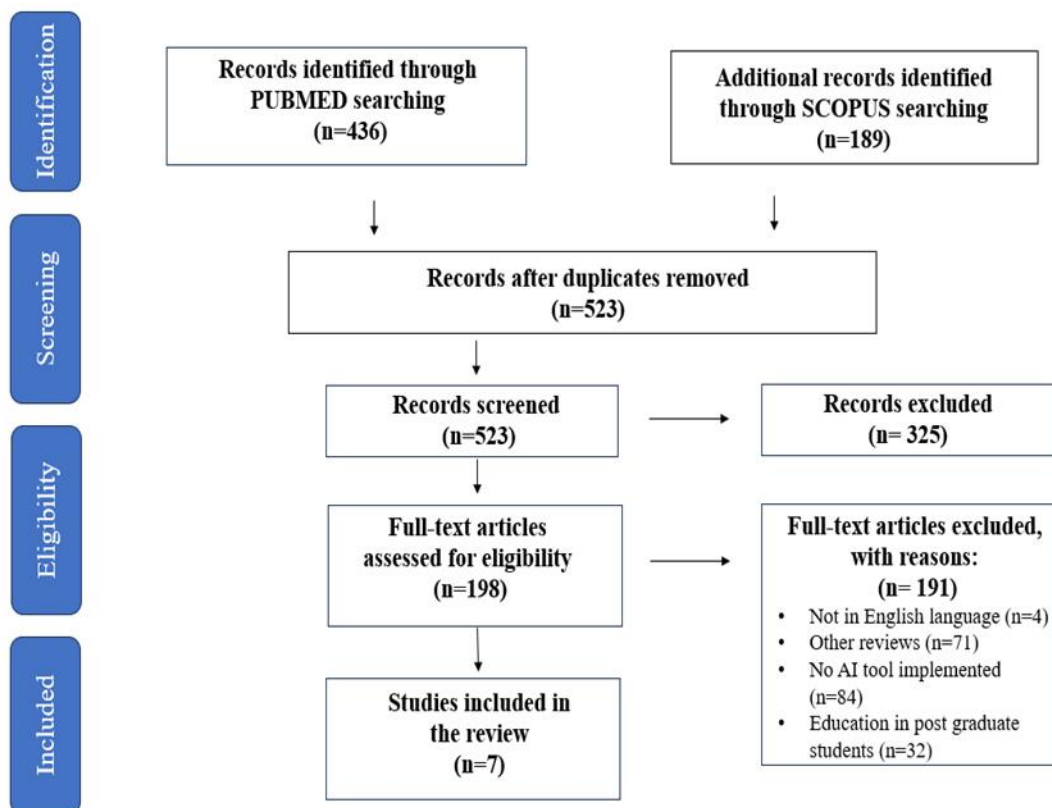 Identification
Records identified through
PUBMED searching
(n=436)
Additional records identified
through SCOPUS searching
(n=189)
Screening
Records after duplicates removed
(n=523)
Records screened
(n=523)
Records excluded
(n= 325)
Eligibility
Full-text articles
assessed for eligibility
(n=198)
Full-text articles excluded,
with reasons:
(n= 191)
• Not in English language (n=4)
• Other reviews (n=71)
• No AI tool implemented
(n=84)
• Education in post graduate
students (n=32)
Included
Studies included in
the review
(n=7)